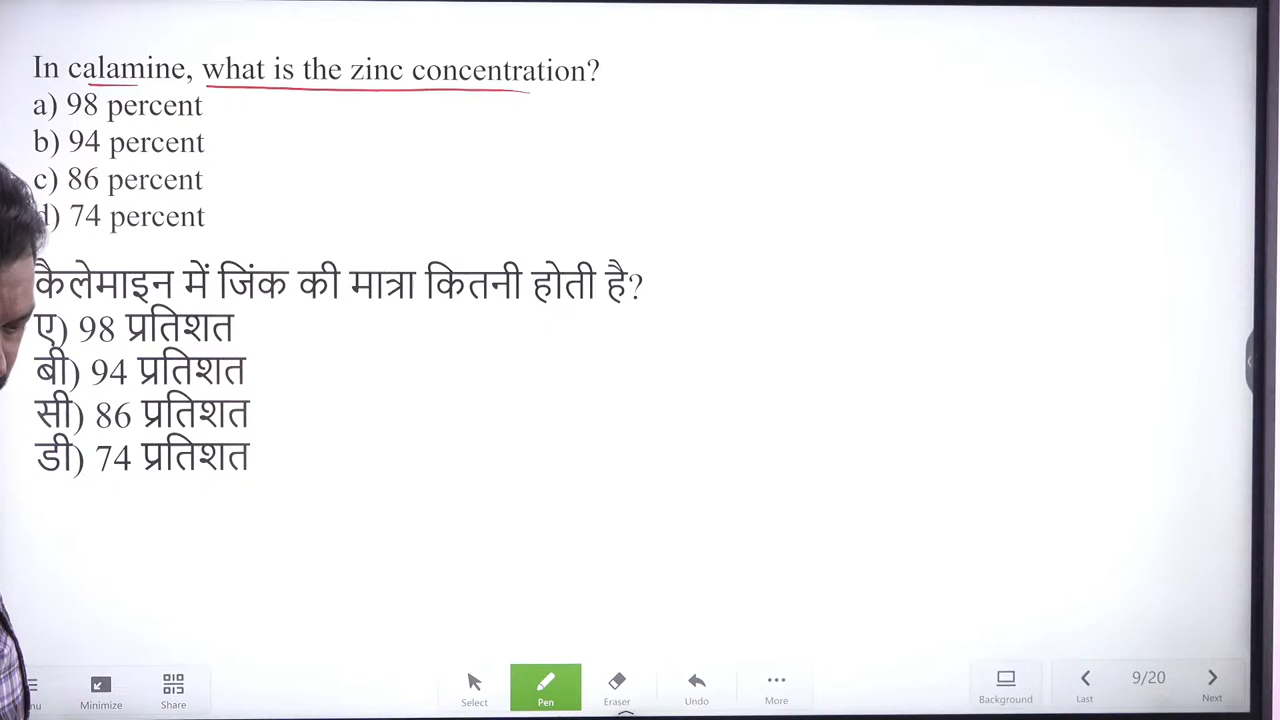 In calamine, what is the zinc concentration?
a) 98 percent
b) 94 percent
c) 86 percent
d) 74 percent
कैलेमाइन में जिंक की मात्रा कितनी होती है?
ए) 98 प्रतिशत
बी) 94 प्रतिशत
सी) 86 प्रतिशत
डी) 74 प्रतिशत
nu Minimize Share Select Pen Eraser Undo More Background Last 9/20 Next